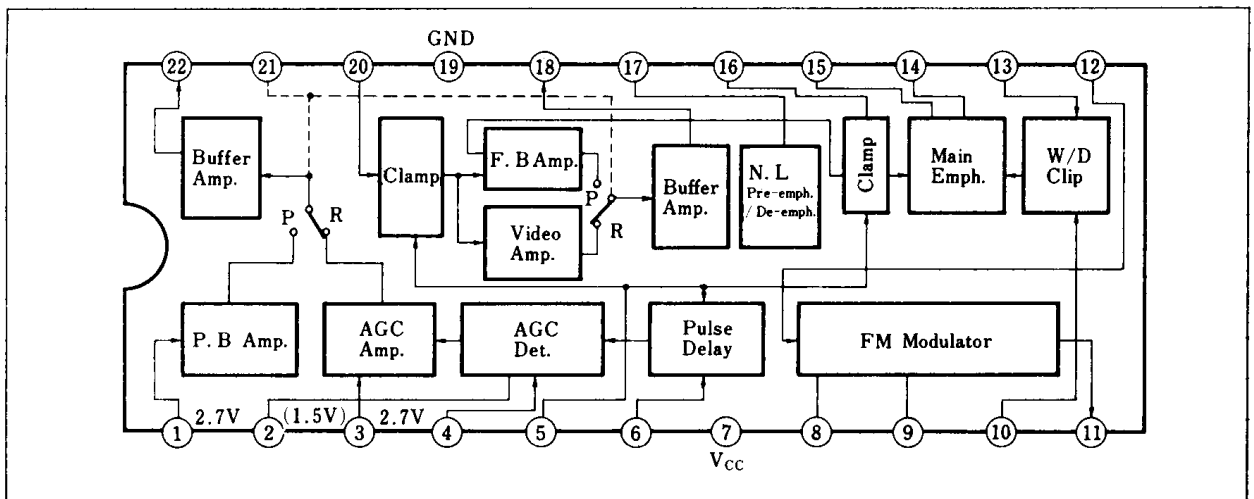 GND
22 21 20 19 18 17 16 15 14 13 12
Buffer
Amp.
Clamp
F. B Amp.
Video
Amp.
P
R
P
R
Buffer
Amp.
N. L
Pre-emph.
/ De-emph.
Clamp
Main
Emph.
W/D
Clip
P. B Amp.
AGC
Amp.
AGC
Det.
Pulse
Delay
FM Modulator
2.7V (1.5V) 2.7V
1 2 3 4 5 6 7 8 9 10 11
VCC